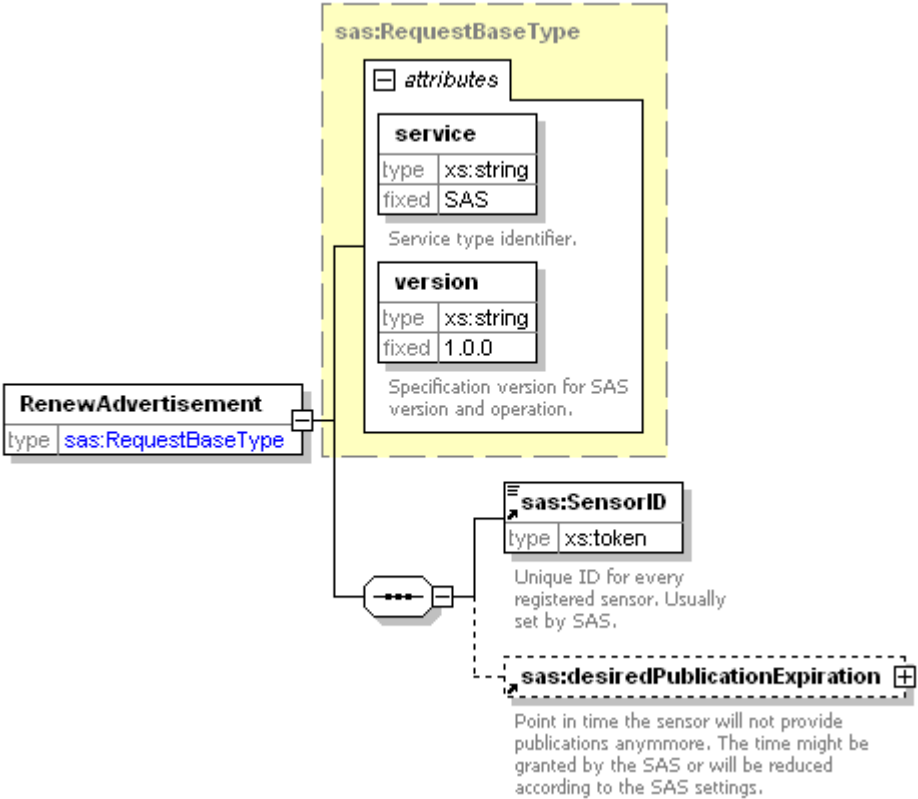 sas:RequestBaseType
attributes
service
type xs:string
fixed SAS
Service type identifier.
version
type xs:string
fixed 1.0.0
Specification version for SAS
version and operation.
RenewAdvertisement
type sas:RequestBaseType
sas:SensorID
type xs:token
Unique ID for every
registered sensor. Usually
set by SAS.
sas:desiredPublicationExpiration
Point in time the sensor will not provide
publications anymmore. The time might be
granted by the SAS or will be reduced
according to the SAS settings.